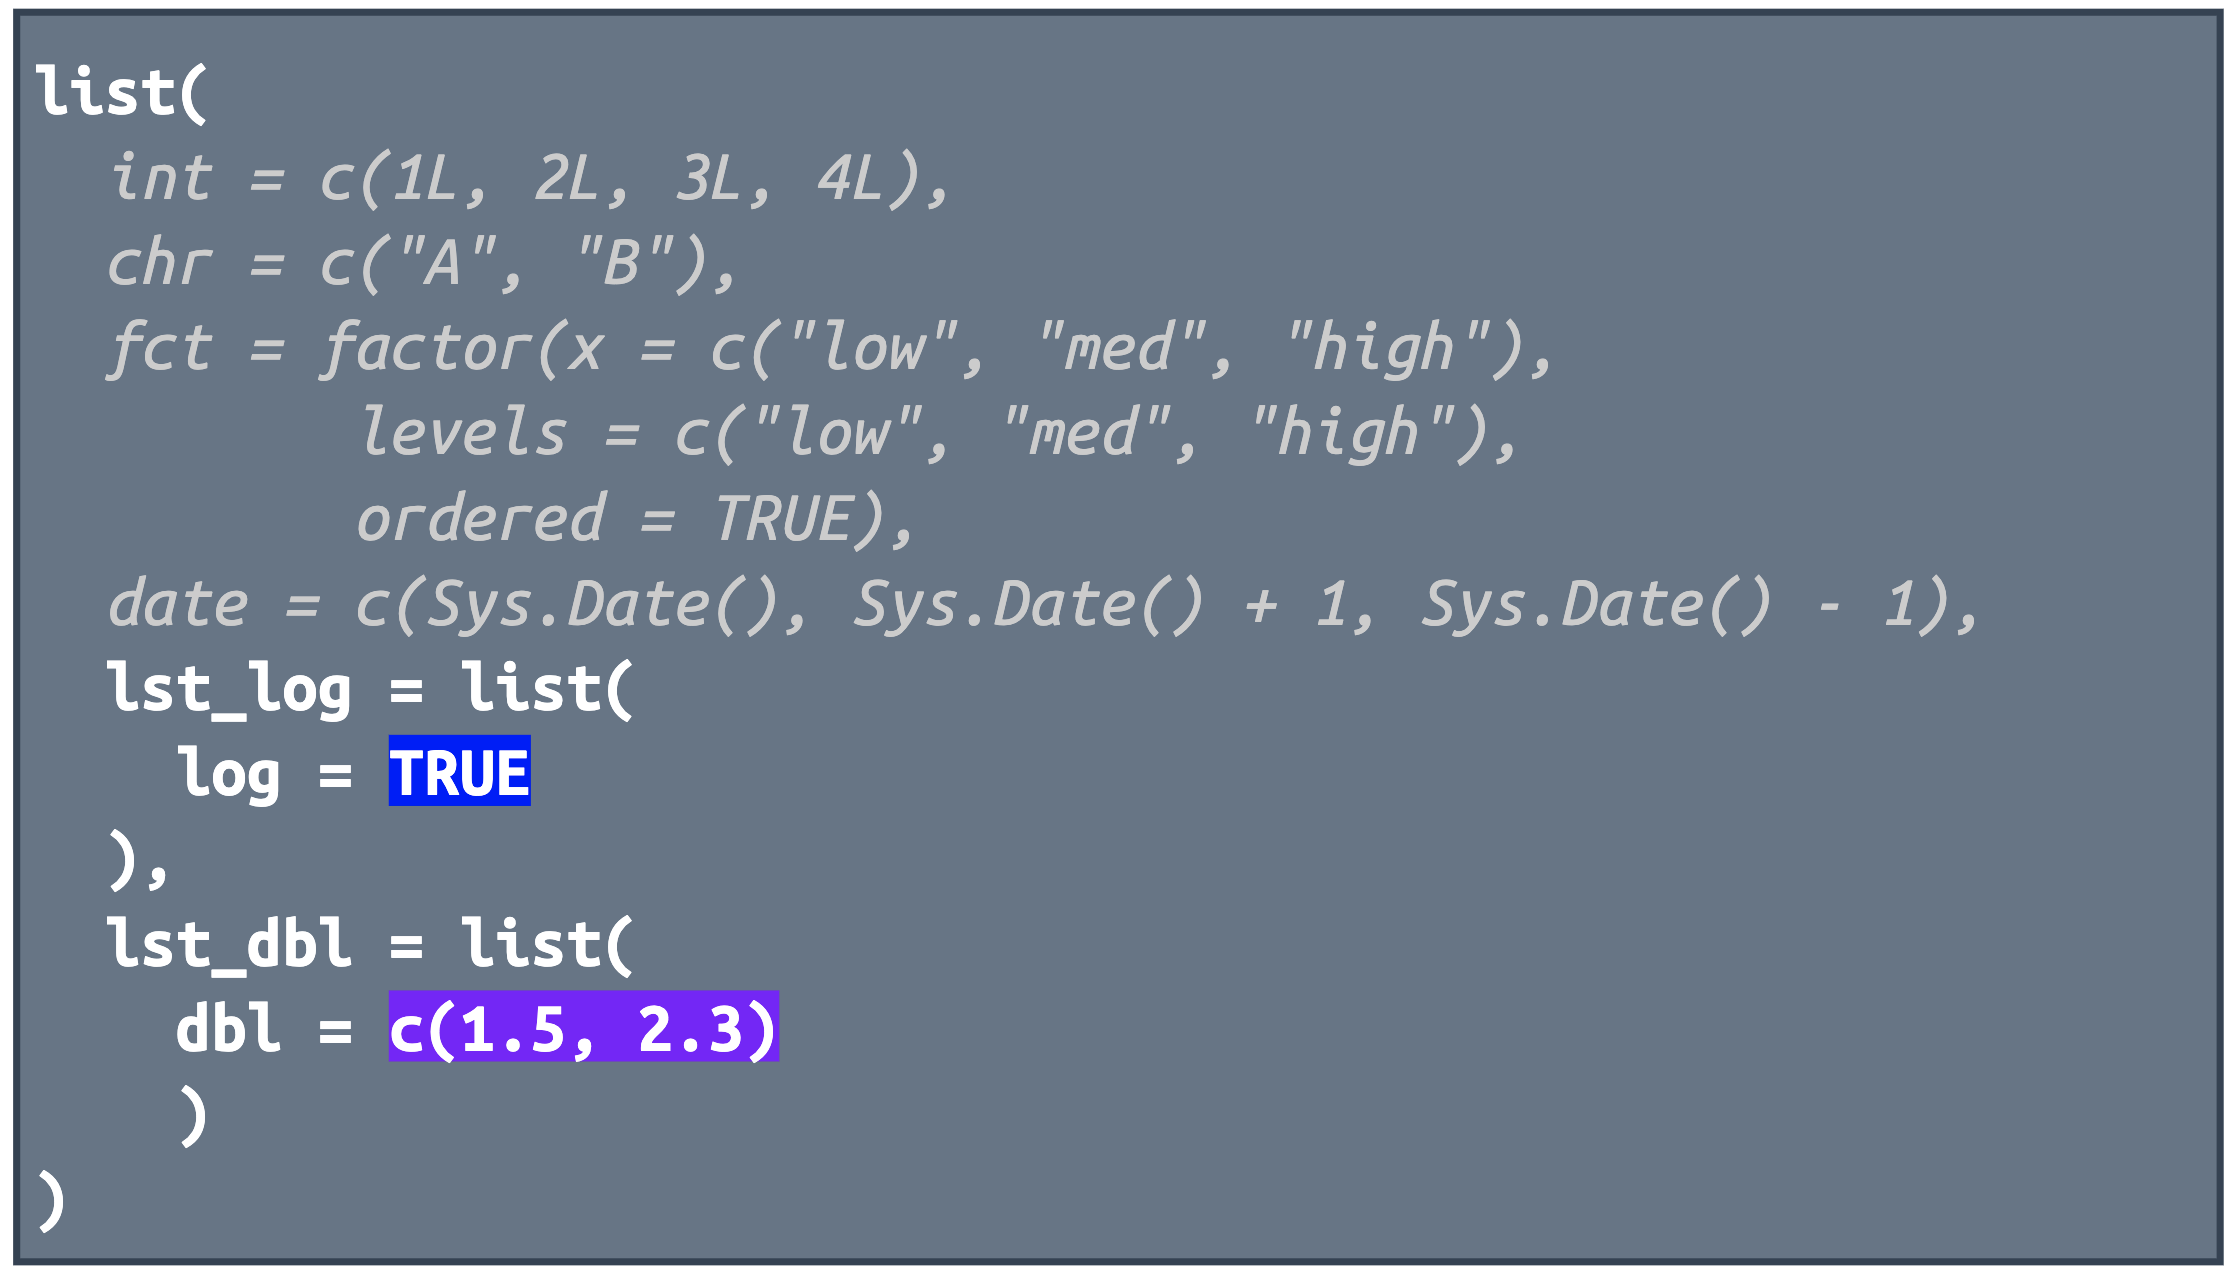 list(
  int = c(1L, 2L, 3L, 4L),
  chr = c("A", "B"),
  fct = factor(x = c("low", "med", "high"),
         levels = c("low", "med", "high"),
         ordered = TRUE),
  date = c(Sys.Date(), Sys.Date() + 1, Sys.Date() - 1),
  lst_log = list(
    log = TRUE
  ),
  lst_dbl = list(
    dbl = c(1.5, 2.3)
    )
)